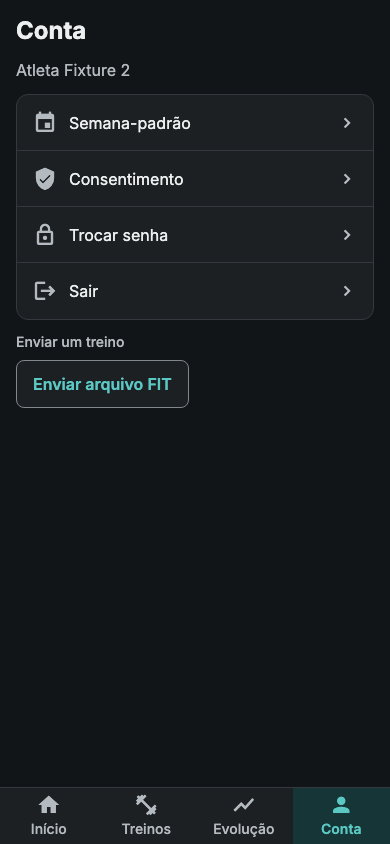 Conta
Atleta Fixture 2
Semana-padrão
Consentimento
Trocar senha
Sair
Enviar um treino
Enviar arquivo FIT
Início
Treinos
Evolução
Conta